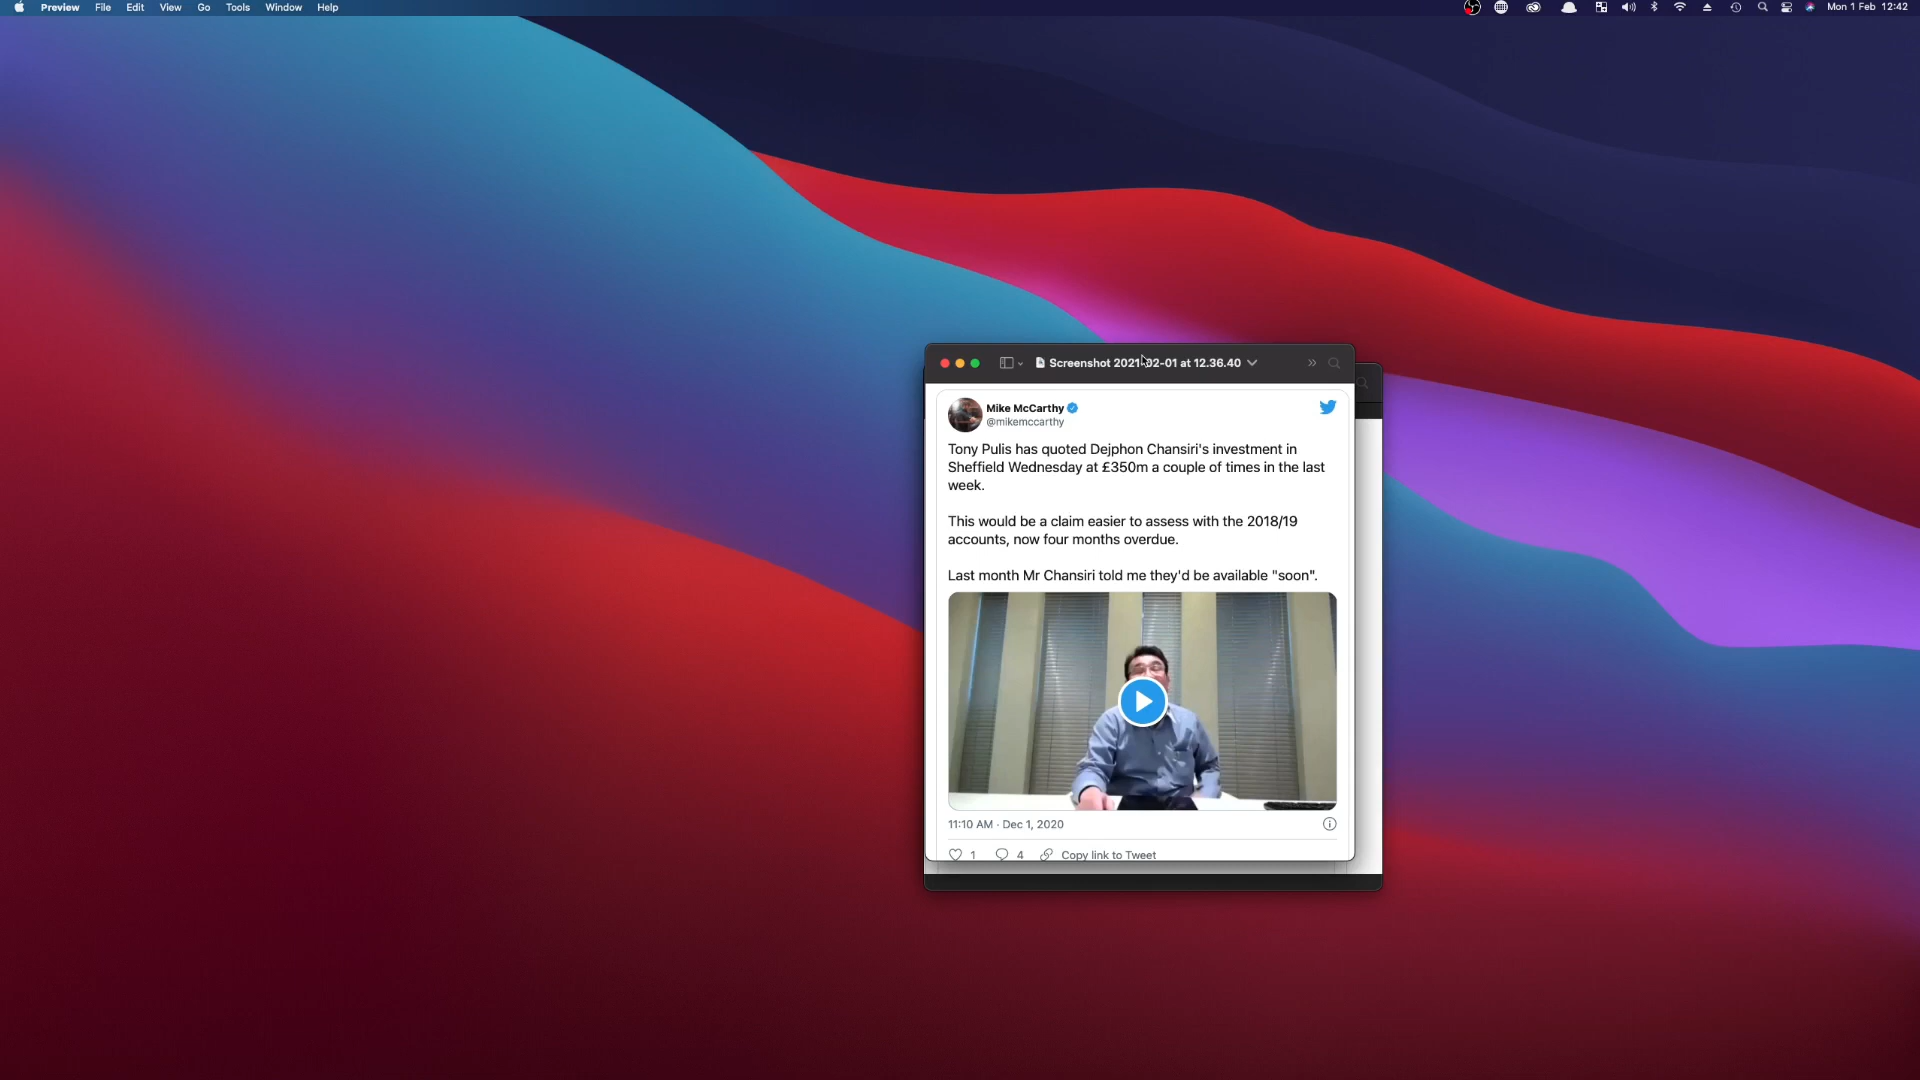 Preview File Edit View Go Tools Window Help Mon 1 Feb 12:42
Screenshot 2021-02-01 at 12.36.40
Mike McCarthy
@mikemccarthy
Tony Pulis has quoted Dejphon Chansiri's investment in
Sheffield Wednesday at £350m a couple of times in the last
week.
This would be a claim easier to assess with the 2018/19
accounts, now four months overdue.
Last month Mr Chansiri told me they'd be available "soon".
11:10 AM · Dec 1, 2020
1 4 Copy link to Tweet